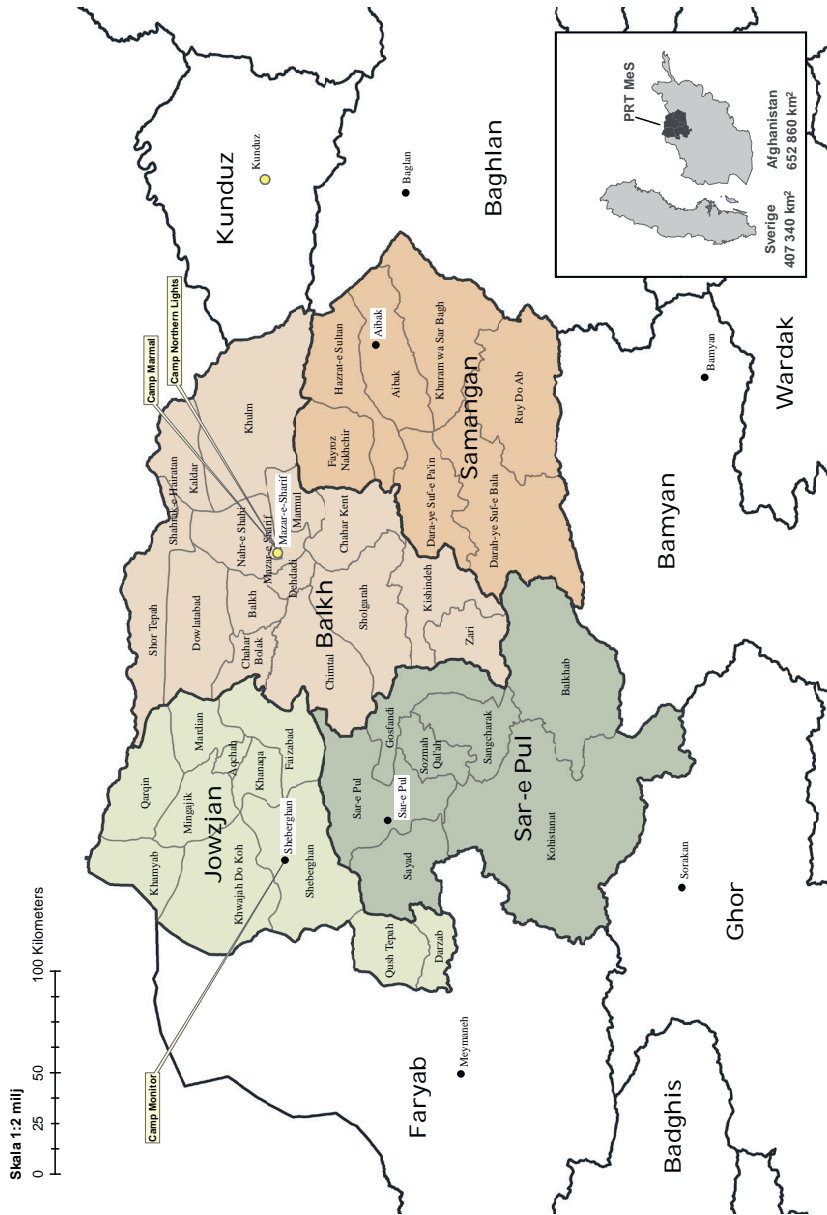 Skala 1:2 milj
0 25 50 100 Kilometers
Camp Monitor
Camp Marmal
Camp Northern Lights
Faryab
Meymaneh
Badghis
Ghor
Sorakan
Jowzjan
Khamyab
Qarqin
Mingajik
Mardian
Aqchah
Khanaqa
Faizabad
Khwajah Do Koh
Sheberghan
Sheberghan
Qush Tepah
Darzab
Sar-e Pul
Sar-e Pul
Sar-e Pul
Sayad
Gosfandi
Sozmah
Qal'ah
Sangcharak
Kohistanat
Balkhab
Balkh
Shor Tepah
Dowlatabad
Shahrak-e Hairatan
Kaldar
Khulm
Nahr-e Shahi
Balkh
Chahar
Bolak
Mazar-e Sharif
Mazar-e-Sharif
Marmul
Dehdadi
Chimtal
Sholgarah
Chahar Kent
Kishindeh
Zari
Samangan
Hazrat-e Sultan
Fayroz
Nakhchir
Aibak
Aibak
Khuram wa Sar Bagh
Dara-ye Suf-e Pa'in
Darah-ye Suf-e Bala
Ruy Do Ab
Kunduz
Kunduz
Baghlan
Baglan
Bamyan
Bamyan
Wardak
PRT MeS
Sverige
407 340 km²
Afghanistan
652 860 km²